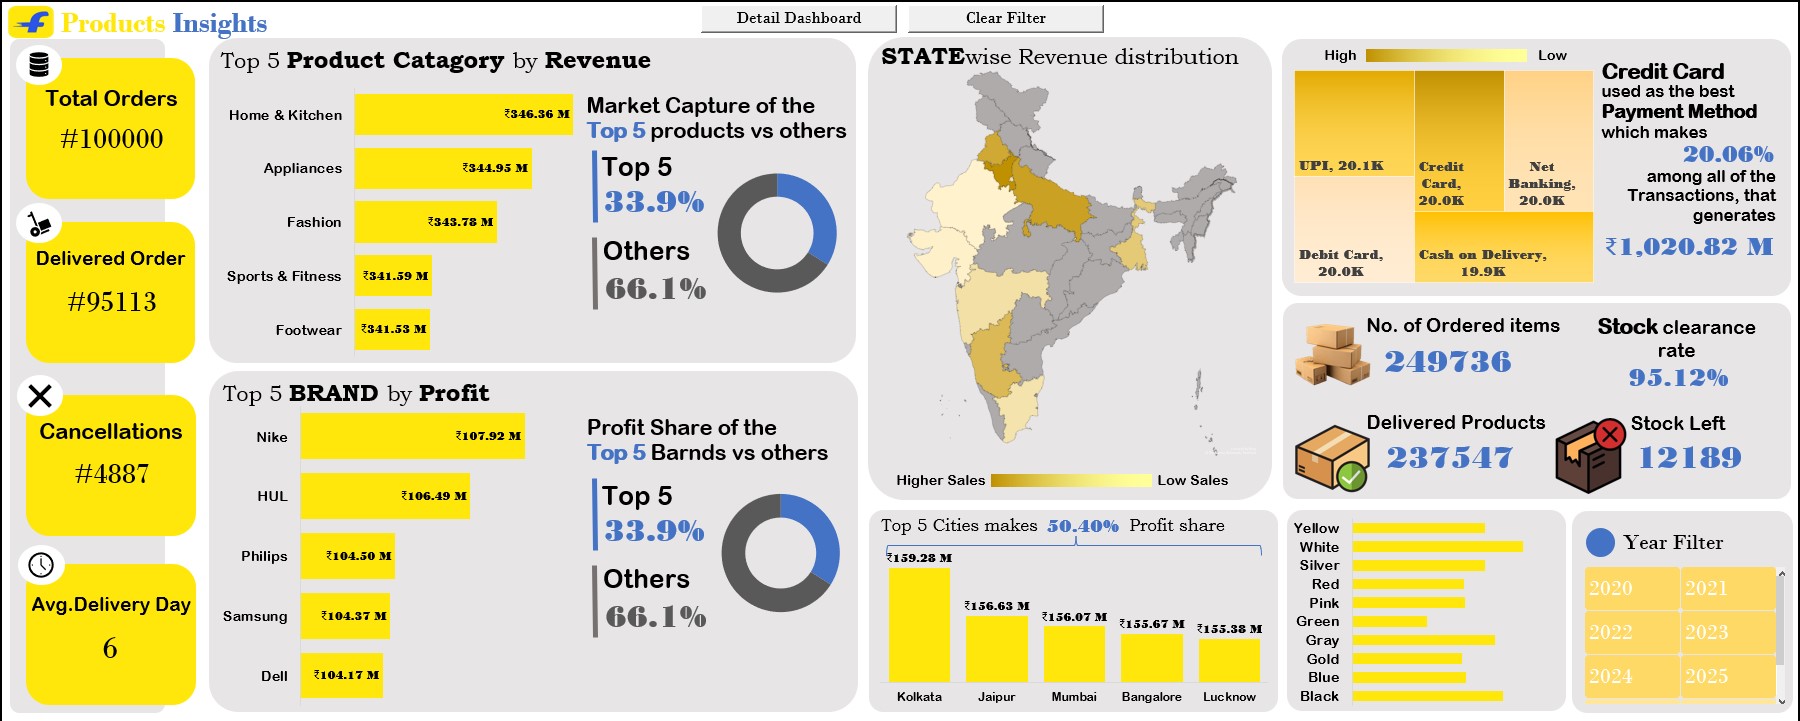 Products Insights
Detail Dashboard
Clear Filter
Total Orders
#100000
Delivered Order
#95113
Cancellations
#4887
Avg.Delivery Day
6
Top 5 Product Catagory by Revenue
Home & Kitchen
₹346.36 M
Appliances
₹344.95 M
Fashion
₹343.78 M
Sports & Fitness
₹341.59 M
Footwear
₹341.53 M
Market Capture of the
Top 5 products vs others
Top 5
33.9%
Others
66.1%
Top 5 BRAND by Profit
Nike
₹107.92 M
HUL
₹106.49 M
Philips
₹104.50 M
Samsung
₹104.37 M
Dell
₹104.17 M
Profit Share of the
Top 5 Barnds vs others
Top 5
33.9%
Others
66.1%
STATEwise Revenue distribution
Higher Sales
Low Sales
Top 5 Cities makes 50.40% Profit share
₹159.28 M
₹156.63 M
₹156.07 M
₹155.67 M
₹155.38 M
Kolkata
Jaipur
Mumbai
Bangalore
Lucknow
High
Low
UPI, 20.1K
Credit
Card,
20.0K
Net
Banking,
20.0K
Debit Card,
20.0K
Cash on Delivery,
19.9K
Credit Card
used as the best
Payment Method
which makes
20.06%
among all of the
Transactions, that
generates
₹1,020.82 M
No. of Ordered items
249736
Stock clearance
rate
95.12%
Delivered Products
237547
Stock Left
12189
Yellow
White
Silver
Red
Pink
Green
Gray
Gold
Blue
Black
Year Filter
2020
2021
2022
2023
2024
2025